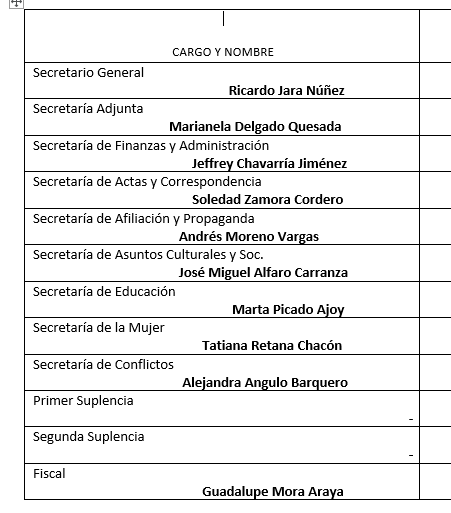 CARGO Y NOMBRE
Secretario General
Ricardo Jara Núñez
Secretaría Adjunta
Marianela Delgado Quesada
Secretaría de Finanzas y Administración
Jeffrey Chavarría Jiménez
Secretaría de Actas y Correspondencia
Soledad Zamora Cordero
Secretaría de Afiliación y Propaganda
Andrés Moreno Vargas
Secretaría de Asuntos Culturales y Soc.
José Miguel Alfaro Carranza
Secretaría de Educación
Marta Picado Ajoy
Secretaría de la Mujer
Tatiana Retana Chacón
Secretaría de Conflictos
Alejandra Angulo Barquero
Primer Suplencia
-
Segunda Suplencia
-
Fiscal
Guadalupe Mora Araya